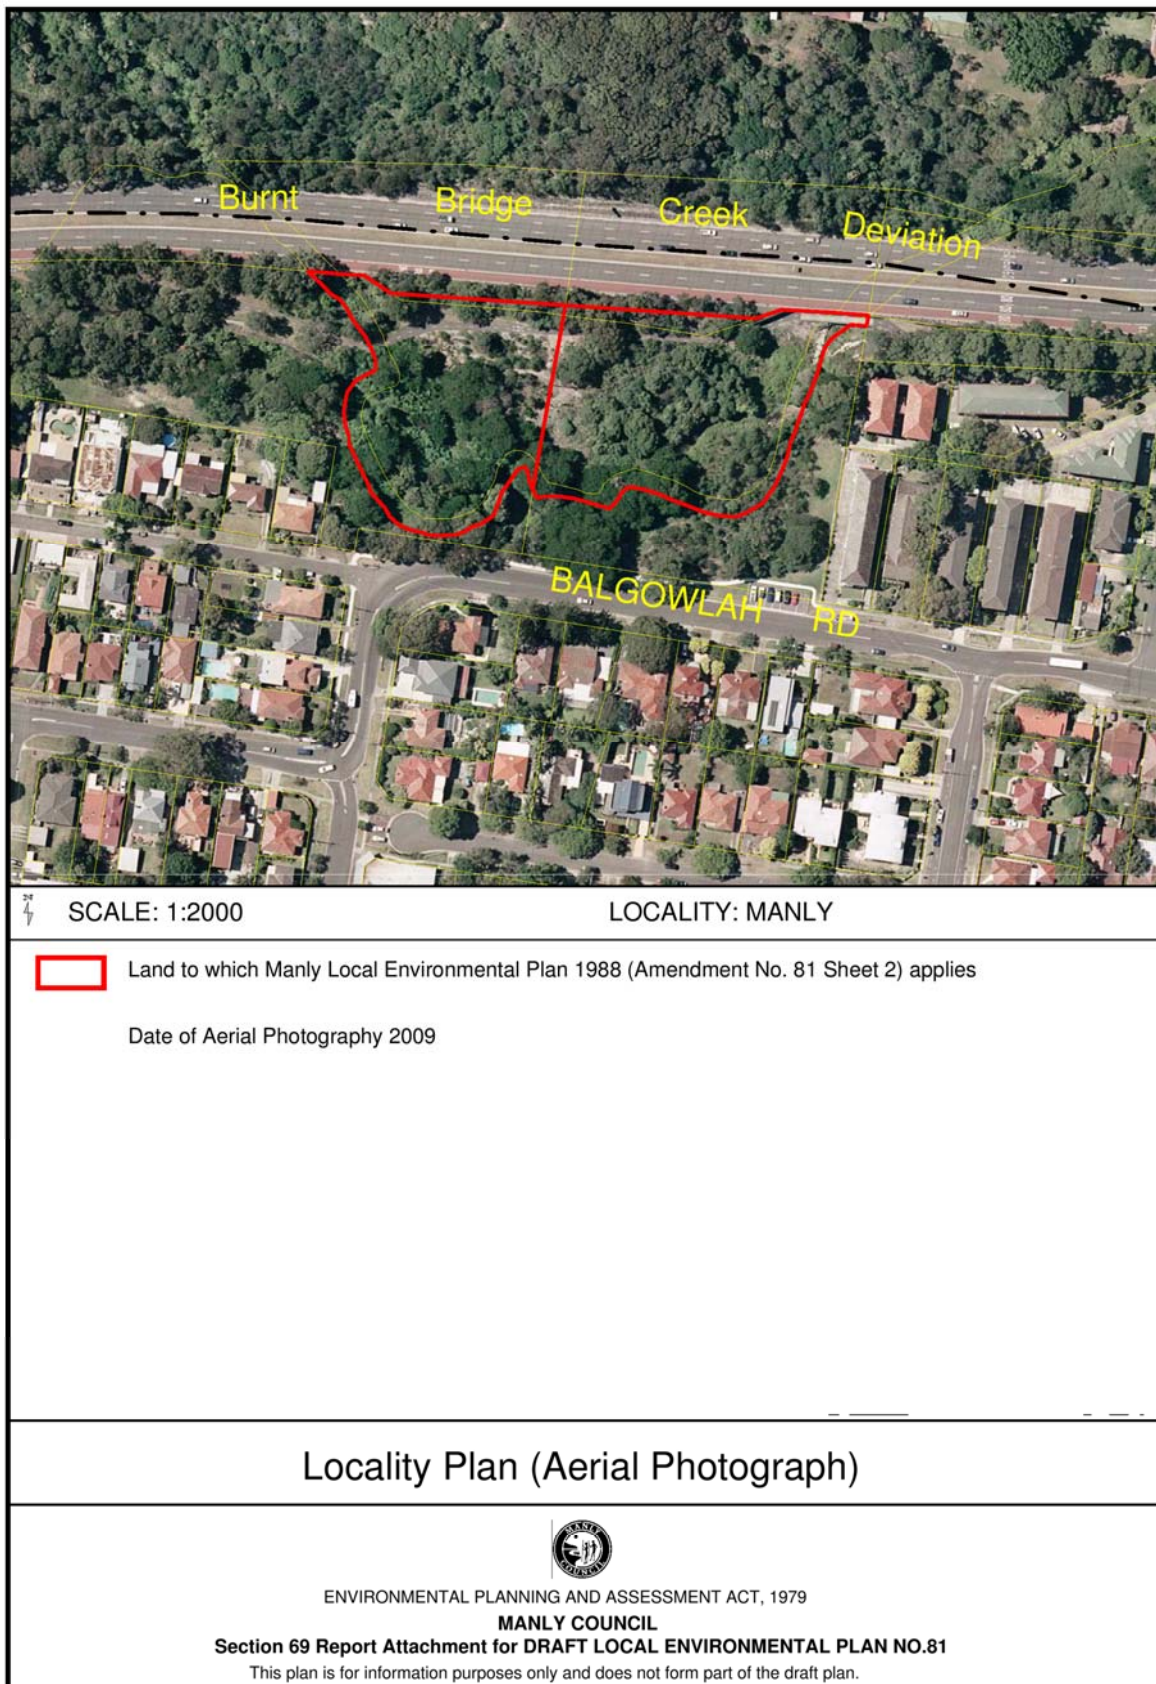 Burnt Bridge Creek Deviation
BALGOWLAH RD
SCALE: 1:2000 LOCALITY: MANLY
Land to which Manly Local Environmental Plan 1988 (Amendment No. 81 Sheet 2) applies
Date of Aerial Photography 2009
Locality Plan (Aerial Photograph)
MANLY
COUNCIL
ENVIRONMENTAL PLANNING AND ASSESSMENT ACT, 1979
MANLY COUNCIL
Section 69 Report Attachment for DRAFT LOCAL ENVIRONMENTAL PLAN NO.81
This plan is for information purposes only and does not form part of the draft plan.